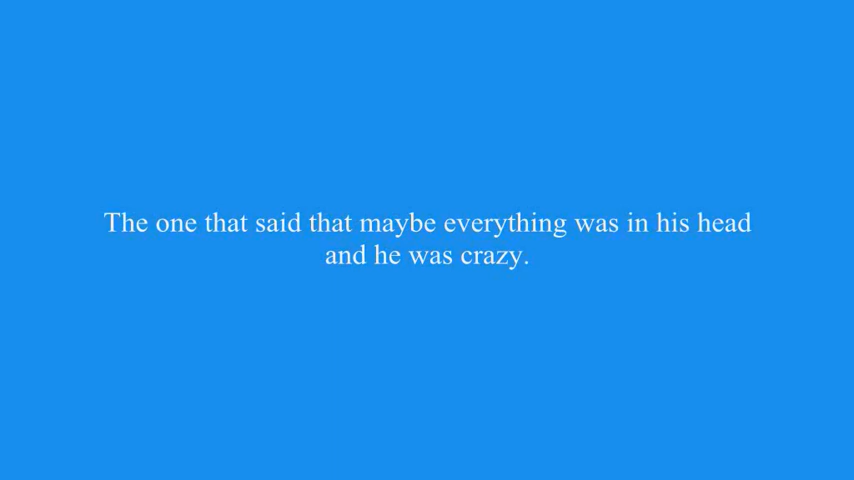 The one that said that maybe everything was in his head
and he was crazy.